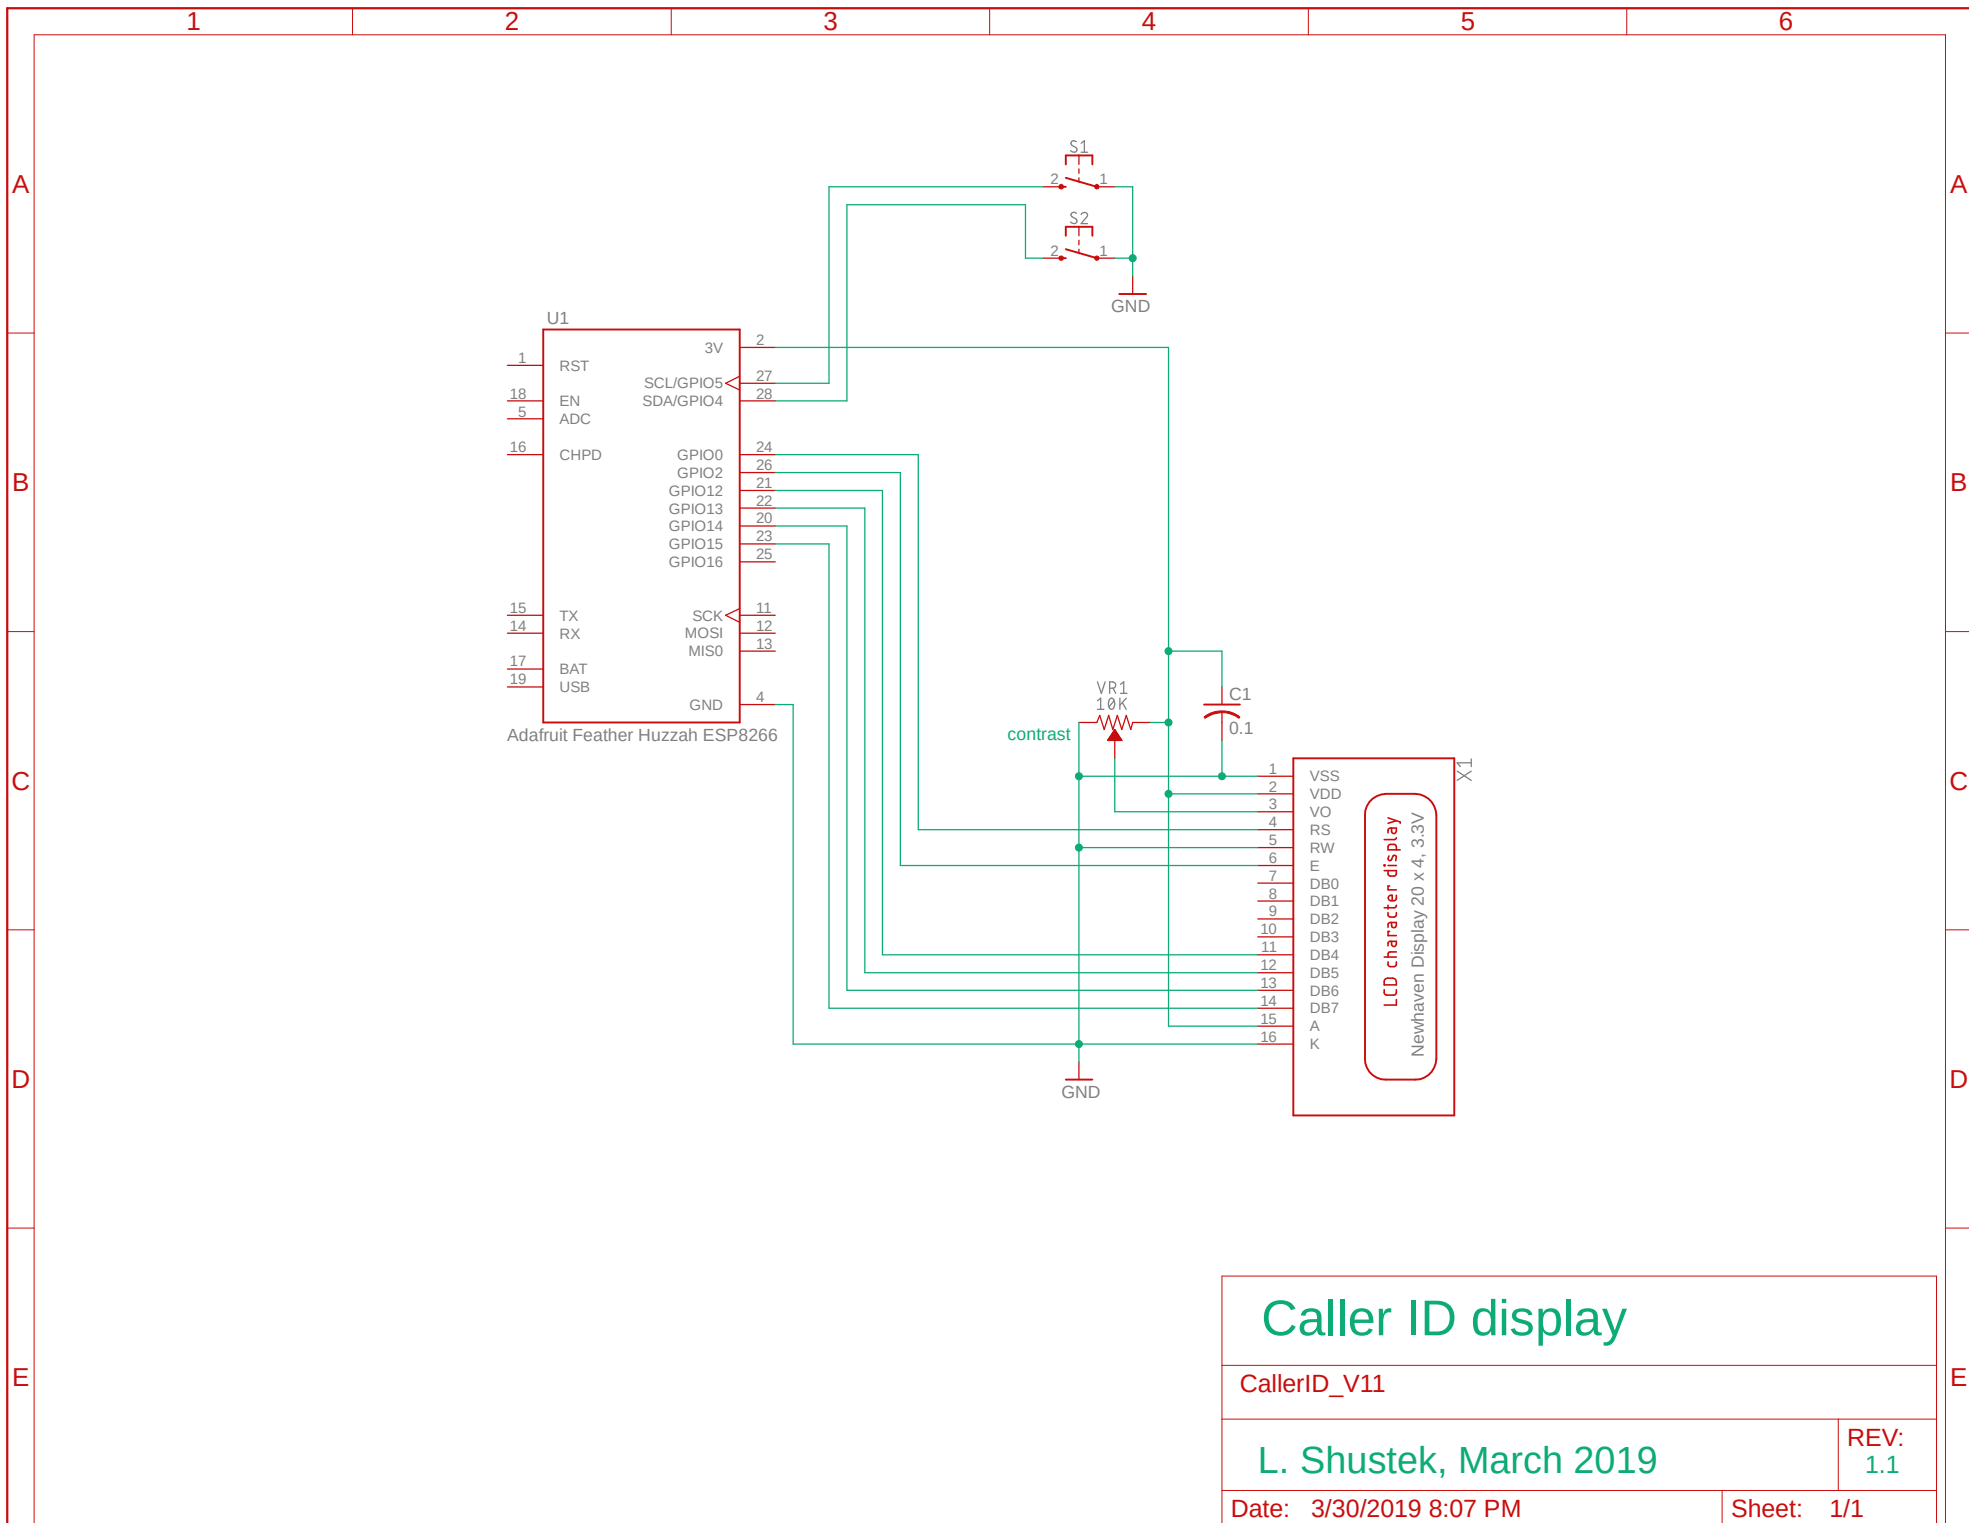 1 2 3 4 5 6
A A
S1
2 1
S2
2 1
GND
U1
3V 2
1 RST
SCL/GPIO5 27
18 EN SDA/GPIO4 28
5 ADC
16 CHPD GPIO0 24
B B
GPIO2 26
GPIO12 21
GPIO13 22
GPIO14 20
GPIO15 23
GPIO16 25
15 TX SCK 11
14 RX MOSI 12
MIS0 13
17 BAT
19 USB
GND 4
Adafruit Feather Huzzah ESP8266
VR1
10K
contrast
C1
0.1
C C
X1
1 VSS
2 VDD
3 VO
4 RS
5 RW
6 E
7 DB0
8 DB1
9 DB2
10 DB3
11 DB4
12 DB5
13 DB6
14 DB7
15 A
16 K
LCD character display
Newhaven Display 20 x 4, 3.3V
GND
D D
E E
Caller ID display
CallerID_V11
L. Shustek, March 2019
REV:
1.1
Date: 3/30/2019 8:07 PM
Sheet: 1/1